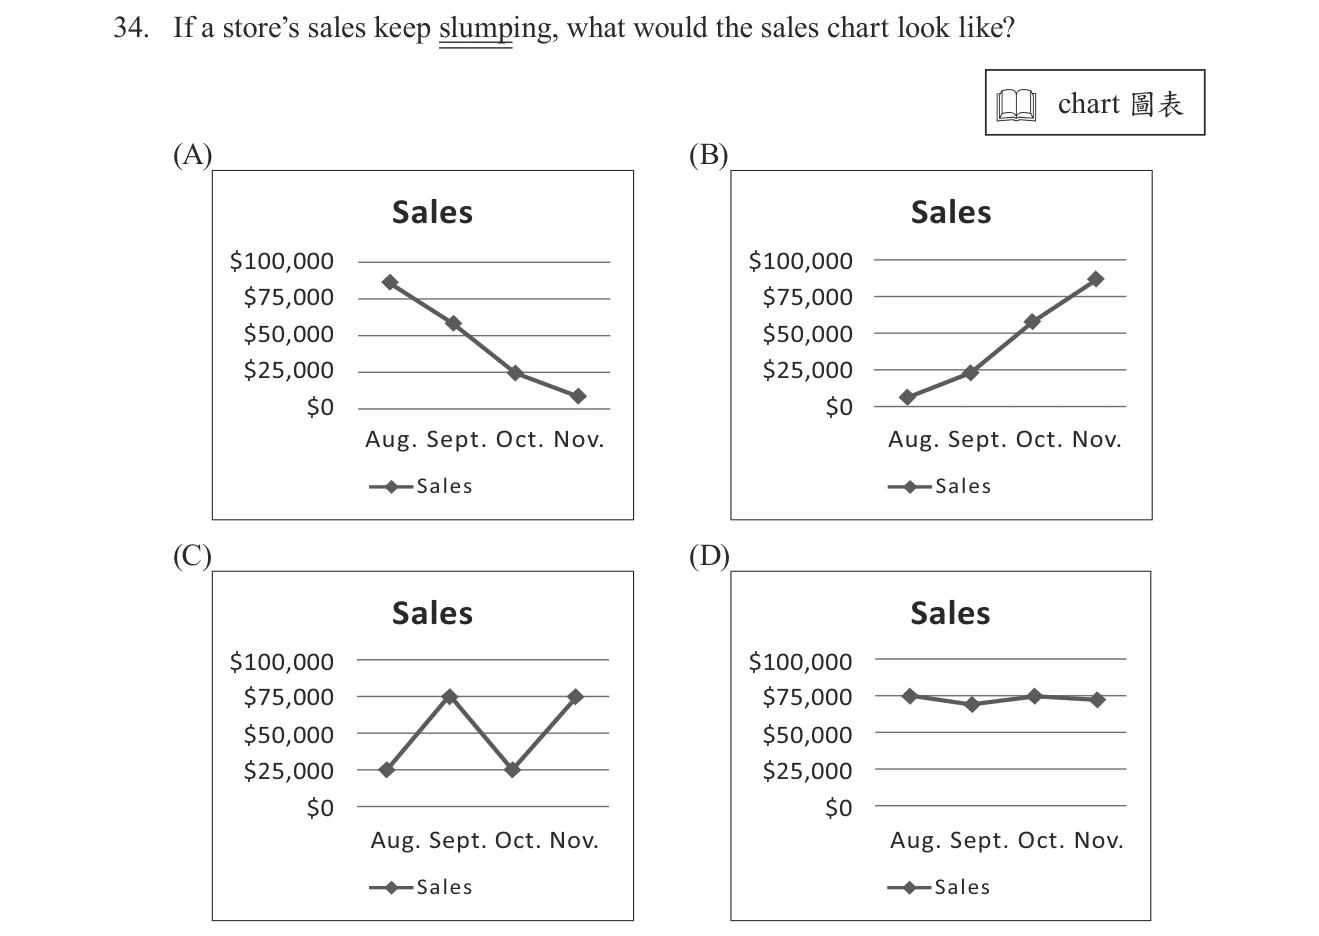 34. If a store’s sales keep slumping, what would the sales chart look like?
chart 圖表
(A)
Sales
$100,000
$75,000
$50,000
$25,000
$0
Aug. Sept. Oct. Nov.
Sales
(B)
Sales
$100,000
$75,000
$50,000
$25,000
$0
Aug. Sept. Oct. Nov.
Sales
(C)
Sales
$100,000
$75,000
$50,000
$25,000
$0
Aug. Sept. Oct. Nov.
Sales
(D)
Sales
$100,000
$75,000
$50,000
$25,000
$0
Aug. Sept. Oct. Nov.
Sales